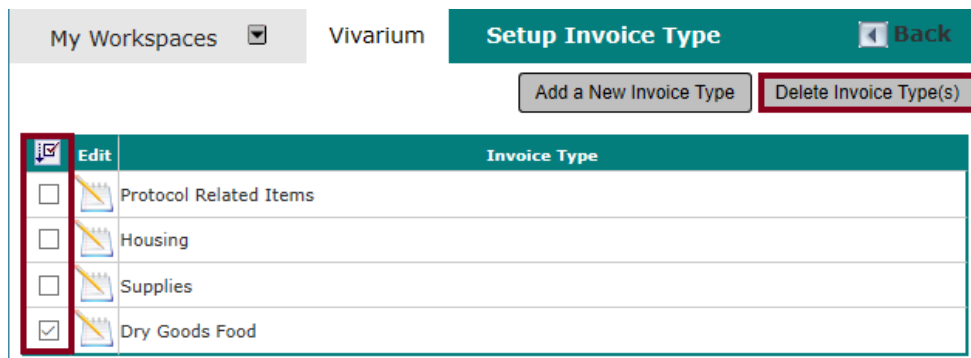 My Workspaces Vivarium Setup Invoice Type Back
Add a New Invoice Type Delete Invoice Type(s)
Edit Invoice Type
Protocol Related Items
Housing
Supplies
Dry Goods Food